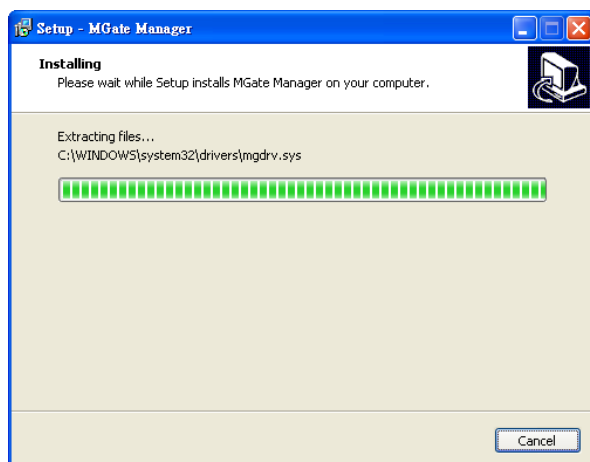 Setup - MGate Manager
Installing
Please wait while Setup installs MGate Manager on your computer.
Extracting files...
C:\WINDOWS\system32\drivers\mgdrv.sys
Cancel